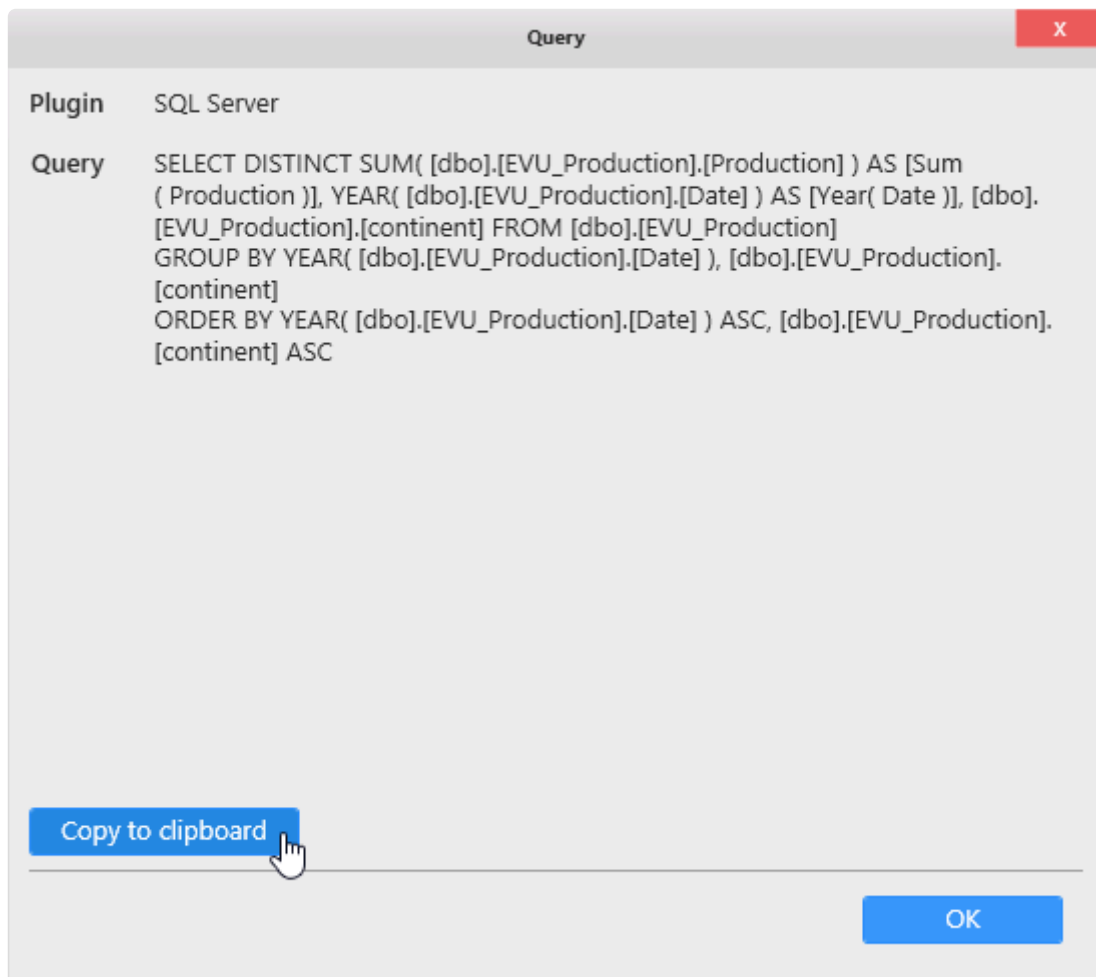 Query
X
Plugin SQL Server
Query SELECT DISTINCT SUM( [dbo].[EVU_Production].[Production] ) AS [Sum
( Production )], YEAR( [dbo].[EVU_Production].[Date] ) AS [Year( Date )], [dbo].
[EVU_Production].[continent] FROM [dbo].[EVU_Production]
GROUP BY YEAR( [dbo].[EVU_Production].[Date] ), [dbo].[EVU_Production].
[continent]
ORDER BY YEAR( [dbo].[EVU_Production].[Date] ) ASC, [dbo].[EVU_Production].
[continent] ASC
Copy to clipboard
OK